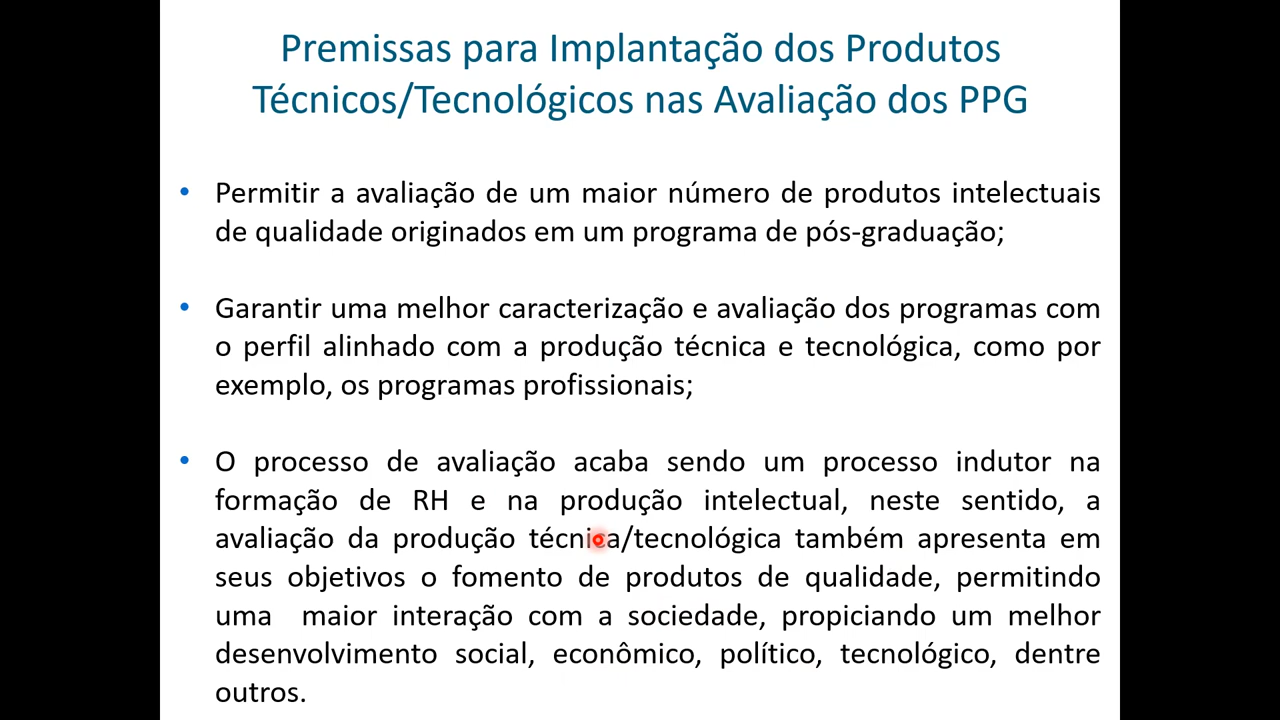 Premissas para Implantação dos Produtos
Técnicos/Tecnológicos nas Avaliação dos PPG
• Permitir a avaliação de um maior número de produtos intelectuais
de qualidade originados em um programa de pós-graduação;
• Garantir uma melhor caracterização e avaliação dos programas com
o perfil alinhado com a produção técnica e tecnológica, como por
exemplo, os programas profissionais;
• O processo de avaliação acaba sendo um processo indutor na
formação de RH e na produção intelectual, neste sentido, a
avaliação da produção técnica/tecnológica também apresenta em
seus objetivos o fomento de produtos de qualidade, permitindo
uma maior interação com a sociedade, propiciando um melhor
desenvolvimento social, econômico, político, tecnológico, dentre
outros.